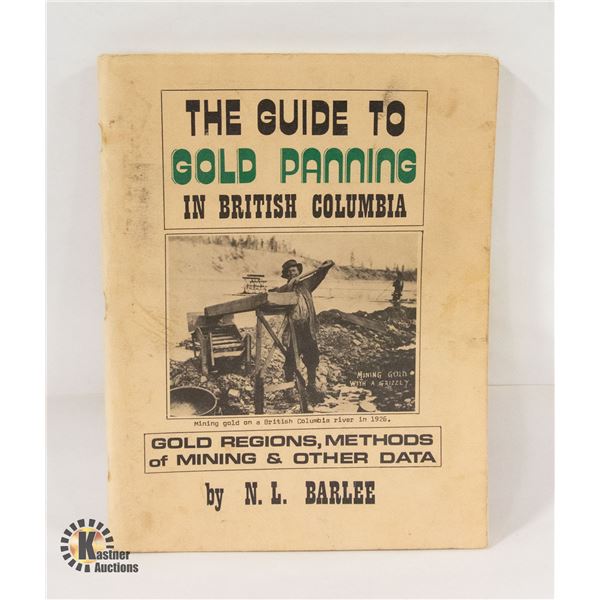 THE GUIDE TO
GOLD PANNING
IN BRITISH COLUMBIA
MINING GOLD
WITH A GRIZZLY
Mining gold on a British Columbia river in 1926.
GOLD REGIONS, METHODS
of MINING & OTHER DATA
by N. L. BARLEE
Kastner
Auctions